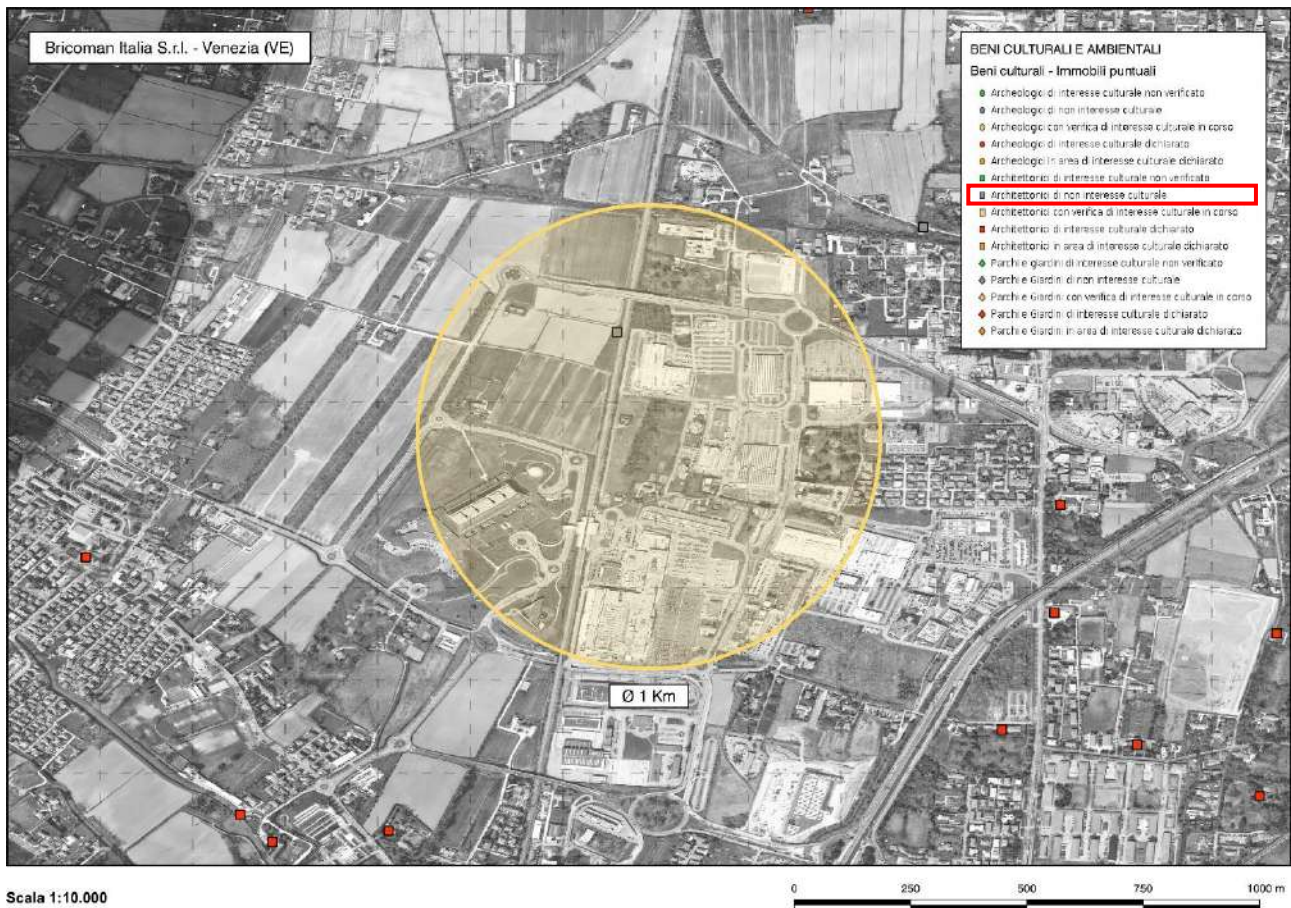 Bricoman Italia S.r.l. - Venezia (VE)
BENI CULTURALI E AMBIENTALI
Beni culturali - Immobili puntuali
Archeologici di interesse culturale non verificato
Archeologici di non interesse culturale
Archeologici con verifica di interesse culturale in corso
Archeologici di interesse culturale dichiarato
Archeologici in area di interesse culturale dichiarato
Architettonici di interesse culturale non verificato
Architettonici di non interesse culturale
Architettonici con verifica di interesse culturale in corso
Architettonici di interesse culturale dichiarato
Architettonici in area di interesse culturale dichiarato
Parchi e giardini di interesse culturale non verificato
Parchi e Giardini di non interesse culturale
Parchi e Giardini con verifica di interesse culturale in corso
Parchi e Giardini di interesse culturale dichiarato
Parchi e Giardini in area di interesse culturale dichiarato
Ø 1 Km
Scala 1:10.000
0 250 500 750 1000 m